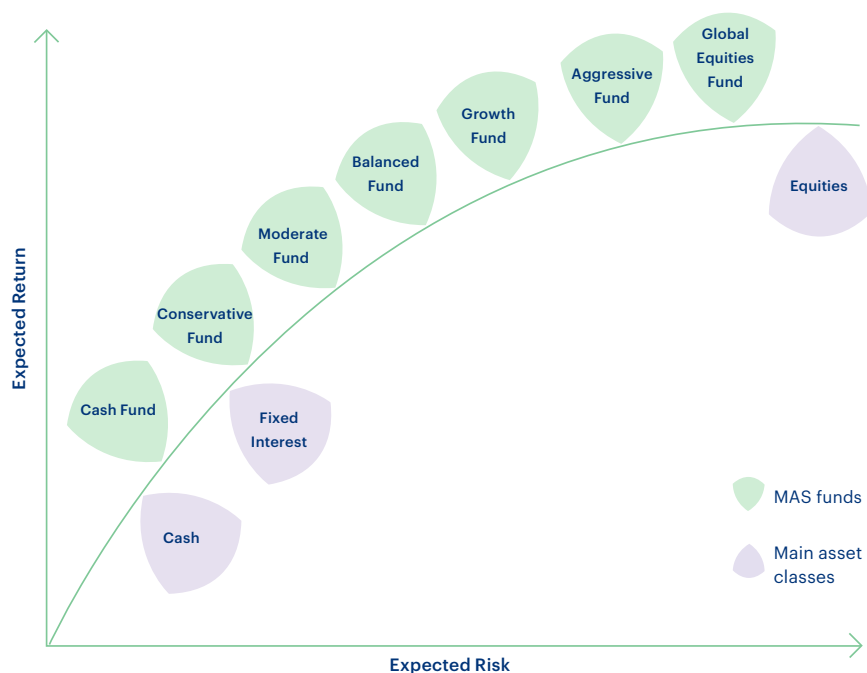 Global
Equities
Fund
Aggressive
Fund
Growth
Fund
Balanced
Fund
Equities
Moderate
Fund
Conservative
Fund
Cash Fund
Fixed
Interest
Cash
Expected Return
Expected Risk
MAS funds
Main asset
classes